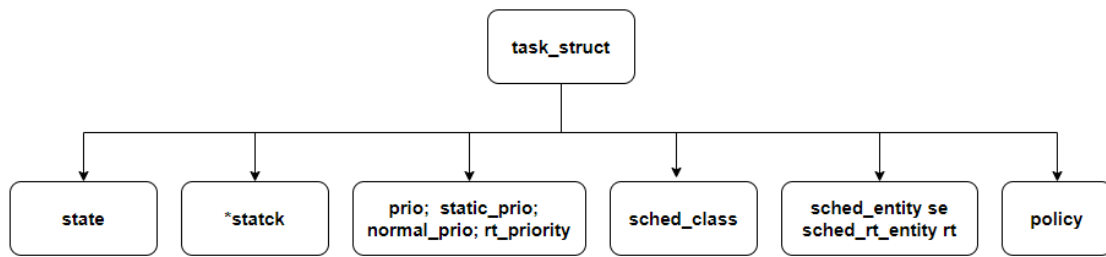 task_struct
state
*statck
prio; static_prio;
normal_prio; rt_priority
sched_class
sched_entity se
sched_rt_entity rt
policy